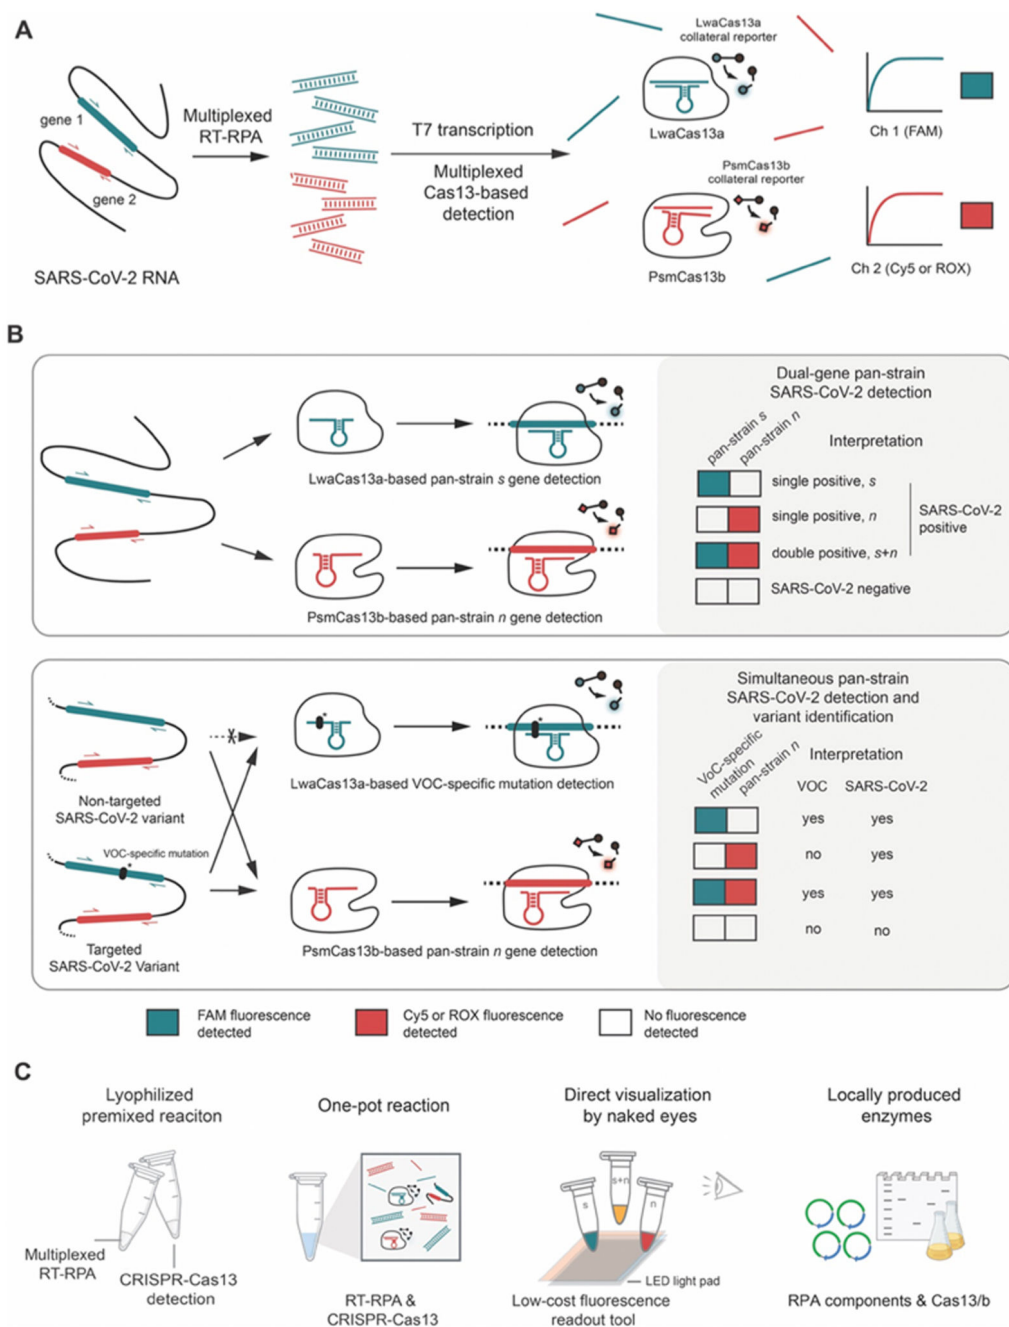 A
gene 1
gene 2
SARS-CoV-2 RNA
Multiplexed
RT-RPA
T7 transcription
Multiplexed
Cas13-based
detection
LwaCas13a
collateral reporter
LwaCas13a
PsmCas13b
collateral reporter
PsmCas13b
Ch 1 (FAM)
Ch 2 (Cy5 or ROX)
B
LwaCas13a-based pan-strain s gene detection
PsmCas13b-based pan-strain n gene detection
Dual-gene pan-strain
SARS-CoV-2 detection
pan-strain s
pan-strain n
Interpretation
single positive, s
single positive, n
double positive, s+n
SARS-CoV-2
positive
SARS-CoV-2 negative
Non-targeted
SARS-CoV-2 variant
VOC-specific mutation
*
Targeted
SARS-CoV-2 Variant
*
LwaCas13a-based VOC-specific mutation detection
*
PsmCas13b-based pan-strain n gene detection
Simultaneous pan-strain
SARS-CoV-2 detection and
variant identification
VoC-specific
mutation
pan-strain n
Interpretation
VOC SARS-CoV-2
yes yes
no yes
yes yes
no no
FAM fluorescence
detected
Cy5 or ROX fluorescence
detected
No fluorescence
detected
C
Lyophilized
premixed reaciton
Multiplexed
RT-RPA
CRISPR-Cas13
detection
One-pot reaction
RT-RPA &
CRISPR-Cas13
Direct visualization
by naked eyes
s
s+n
n
LED light pad
Low-cost fluorescence
readout tool
Locally produced
enzymes
RPA components & Cas13/b